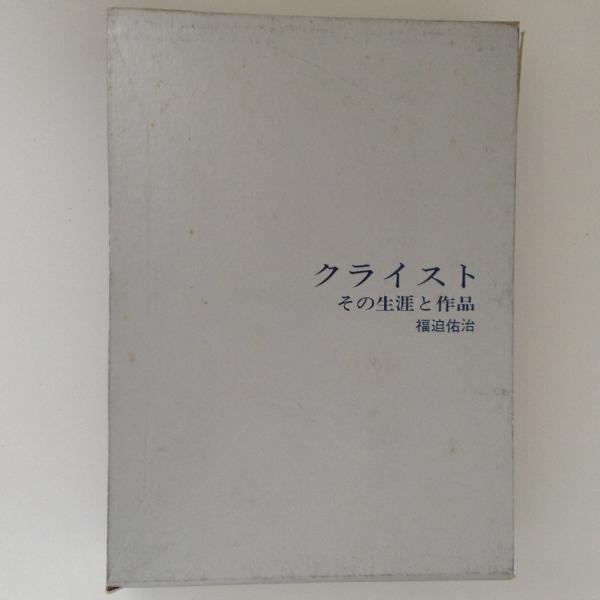 クライスト
その生涯と作品
福迫佑治